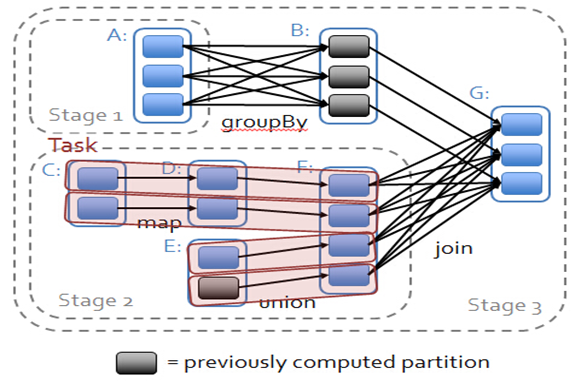 A:
B:
G:
Stage 1
groupBy
Task
C:
D:
F:
map
E:
join
Stage 2
union
Stage 3
= previously computed partition